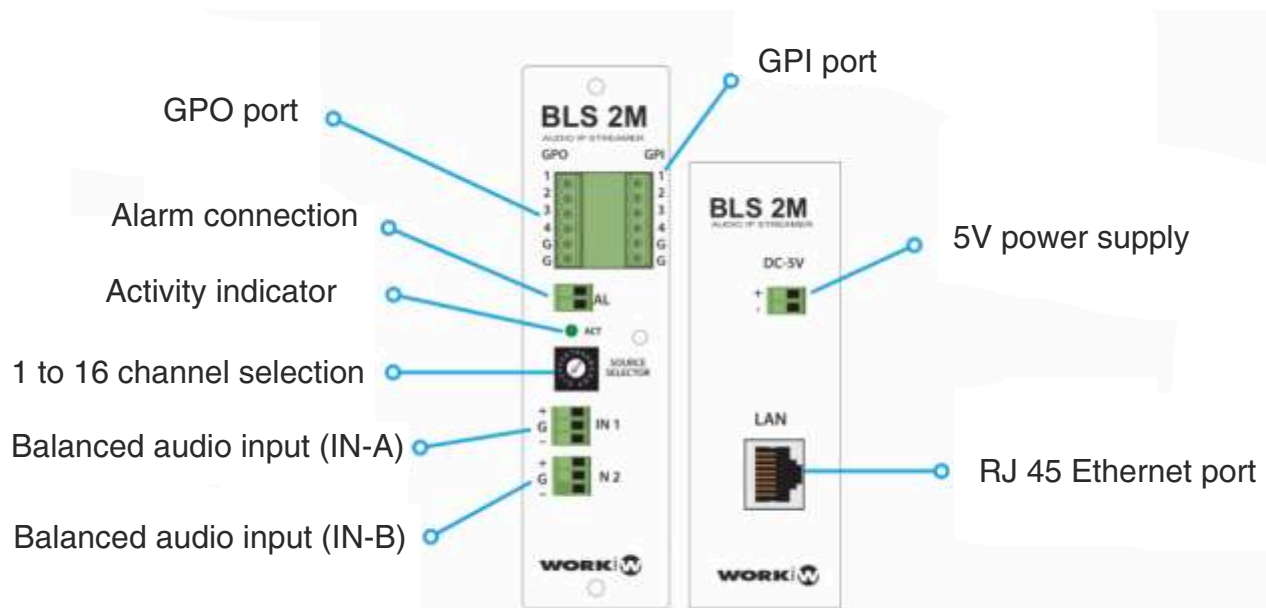 GPI port
GPO port
BLS 2M
AUDIO IP STREAMER
GPO GPI
1 1
2 2
3 3
4 4
G G
G G
Alarm connection
AL
Activity indicator
ACT
1 to 16 channel selection
SOURCE
SELECTOR
Balanced audio input (IN-A)
+
G IN 1
-
+
G N 2
-
Balanced audio input (IN-B)
WORK
BLS 2M
AUDIO IP STREAMER
5V power supply
DC-5V
+
-
LAN
RJ 45 Ethernet port
WORK